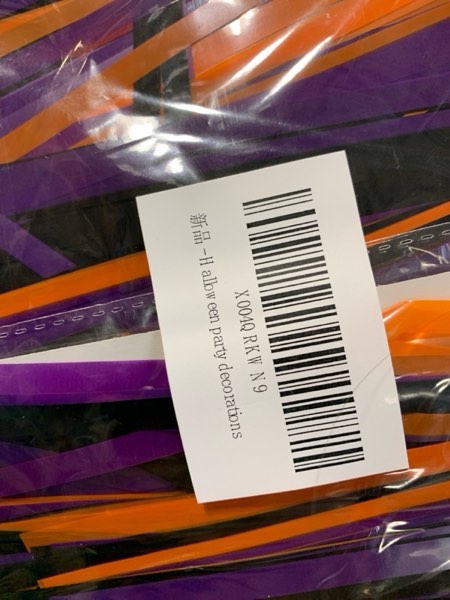 X004QRKWN9
新品 - Halloween party decorations